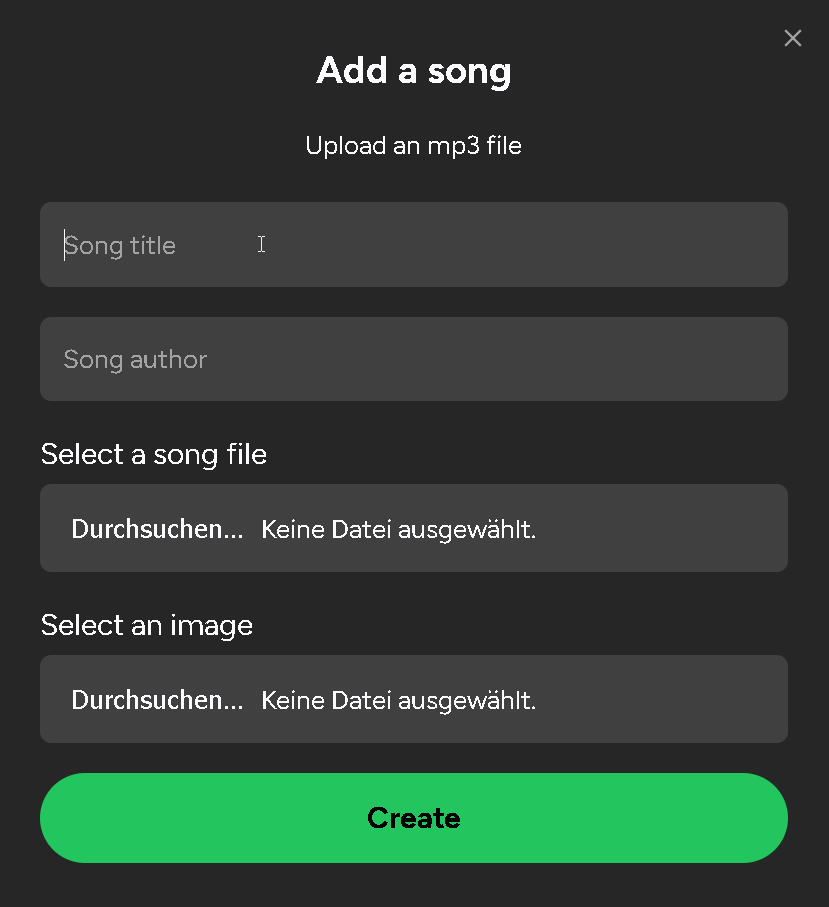 Add a song
Upload an mp3 file
Song title
Song author
Select a song file
Durchsuchen... Keine Datei ausgewählt.
Select an image
Durchsuchen... Keine Datei ausgewählt.
Create